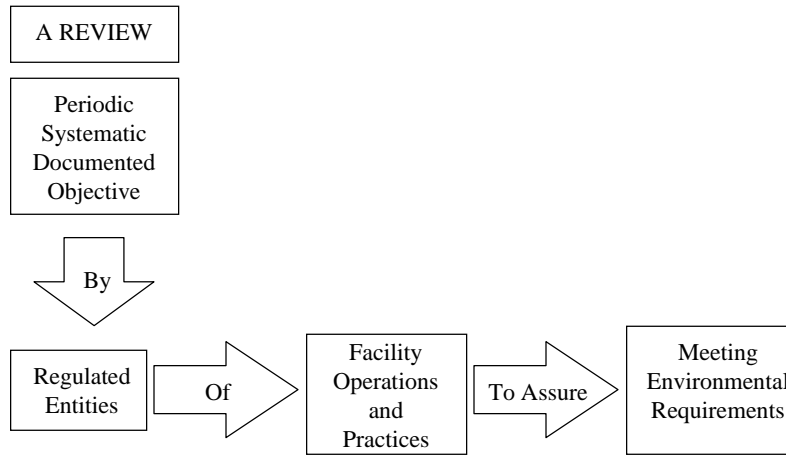 A REVIEW
Periodic
Systematic
Documented
Objective
By
Regulated
Entities
Of
Facility
Operations
and
Practices
To Assure
Meeting
Environmental
Requirements